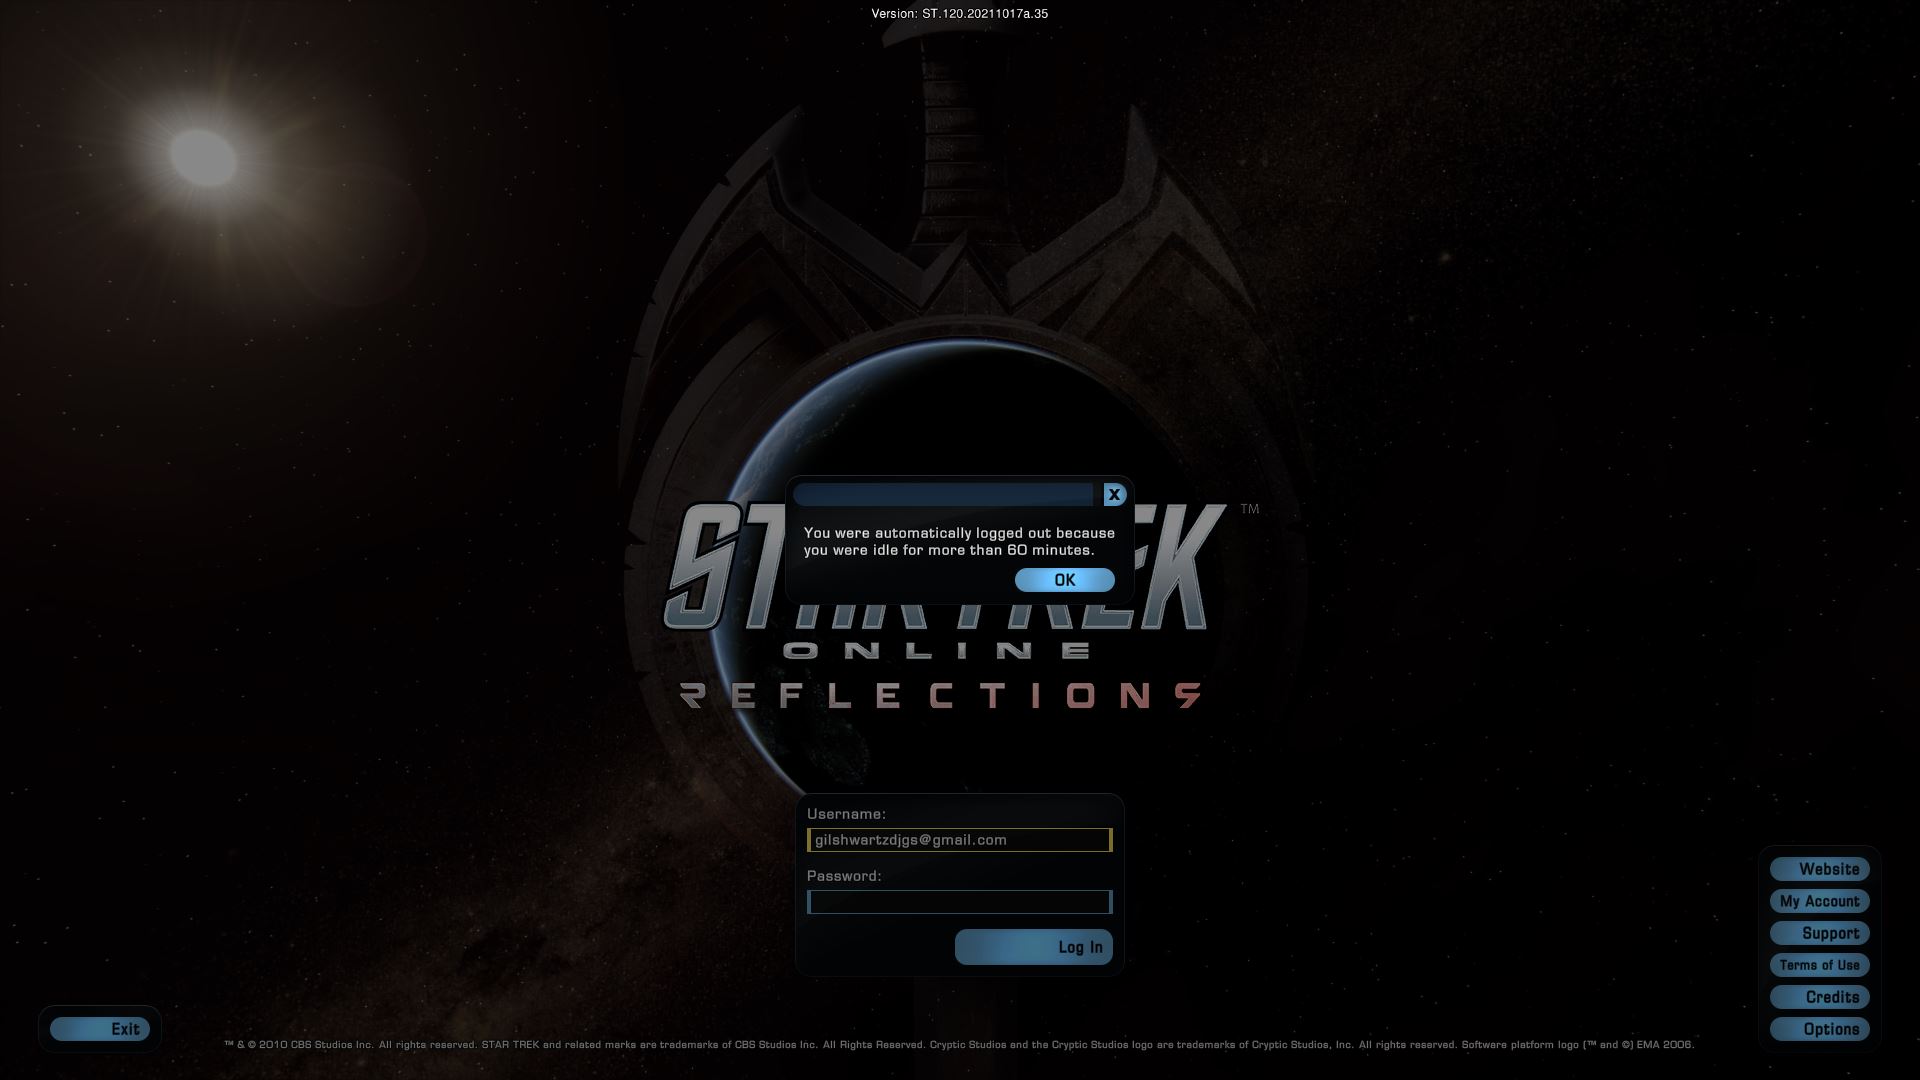 Version: ST.120.20211017a.35
You were automatically logged out because
you were idle for more than 60 minutes.
X
OK
STAR TREK ™
ONLINE
REFLECTIONS
Username:
gilshwartzdjgs@gmail.com
Password:
Log In
Website
My Account
Support
Terms of Use
Credits
Options
Exit
™ & © 2010 CBS Studios Inc. All rights reserved. STAR TREK and related marks are trademarks of CBS Studios Inc. All Rights Reserved. Cryptic Studios and the Cryptic Studios logo are trademarks of Cryptic Studios, Inc. All rights reserved. Software platform logo (™ and ©) EMA 2006.